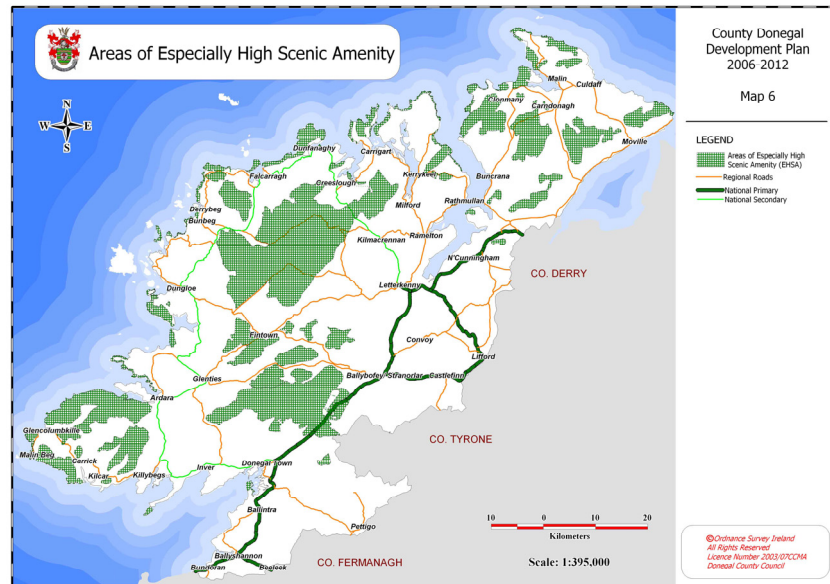 Areas of Especially High Scenic Amenity
County Donegal
Development Plan
2006-2012
Map 6
LEGEND
Areas of Especially High
Scenic Amenity (EHSA)
Regional Roads
National Primary
National Secondary
N
W E
S
Malin
Culdaff
Clonmany
Carndonagh
Moville
Dunfanaghy
Carrigart
Falcarragh
Creeslough
Kerrykeel
Buncrana
Derrybeg
Bunbeg
Milford
Rathmullan
Kilmacrennan
Ramelton
N'Cunningham
CO. DERRY
Dungloe
Letterkenny
Fintown
Convoy
Lifford
Glenties
Ballybofey
Stranorlar
Castlefinn
Ardara
Glencolumbkille
CO. TYRONE
Malin Beg
Carrick
Kilcar
Killybegs
Inver
Donegal Town
Ballintra
Pettigo
Ballyshannon
Bundoran
Beeleek
CO. FERMANAGH
10 0 10 20
Kilometers
Scale: 1:395,000
©Ordnance Survey Ireland
All Rights Reserved
Licence Number 2003/07CCMA
Donegal County Council